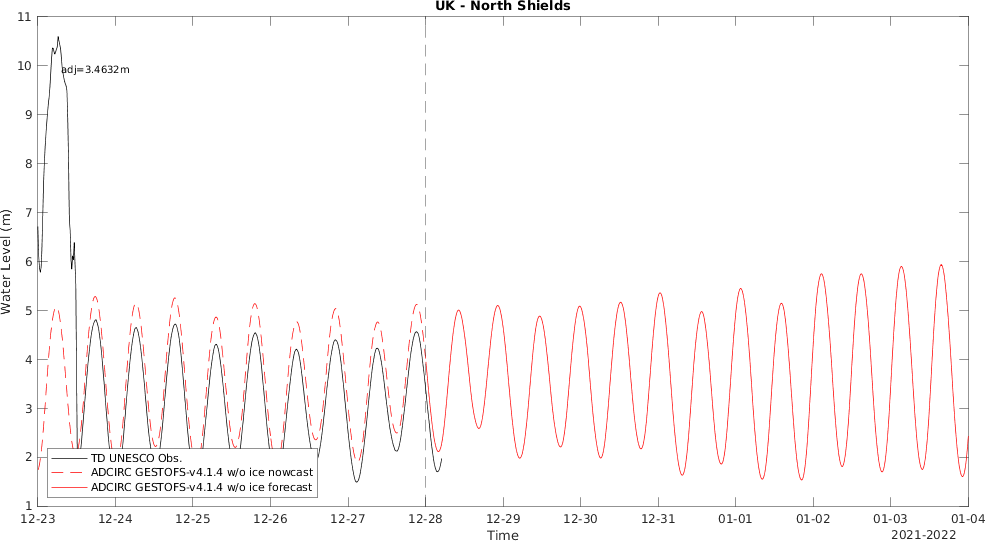 UK - North Shields
11
10
9
8
7
6
5
4
3
2
1
Water Level (m)
adj=3.4632m
TD UNESCO Obs.
ADCIRC GESTOFS-v4.1.4 w/o ice nowcast
ADCIRC GESTOFS-v4.1.4 w/o ice forecast
12-23 12-24 12-25 12-26 12-27 12-28 12-29 12-30 12-31 01-01 01-02 01-03 01-04
Time
2021-2022